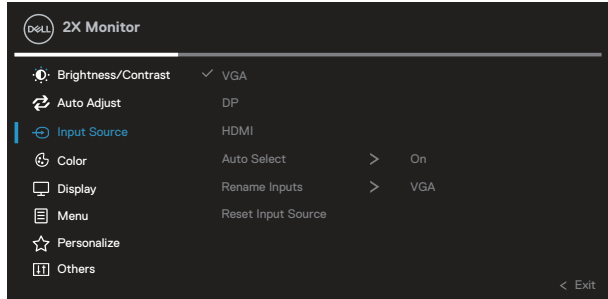 DELL 2X Monitor
Brightness/Contrast ✓ VGA
Auto Adjust DP
Input Source HDMI
Color Auto Select > On
Display Rename Inputs > VGA
Menu Reset Input Source
Personalize
Others
< Exit